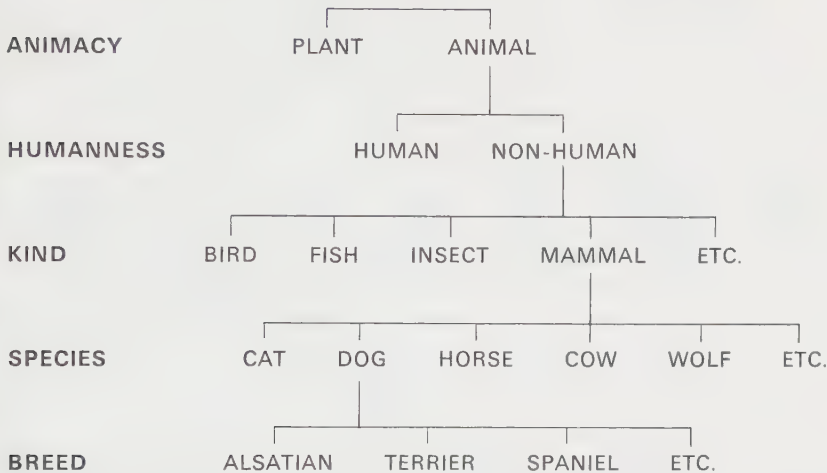 ANIMACY PLANT ANIMAL
HUMANNESS HUMAN NON-HUMAN
KIND BIRD FISH INSECT MAMMAL ETC.
SPECIES CAT DOG HORSE COW WOLF ETC.
BREED ALSATIAN TERRIER SPANIEL ETC.